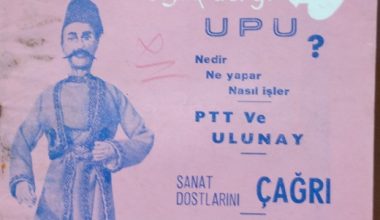 UPU ?
Nedir
Ne yapar
Nasıl işler
PTT Ve
ULUNAY
SANAT
DOSTLARINI ÇAĞRI